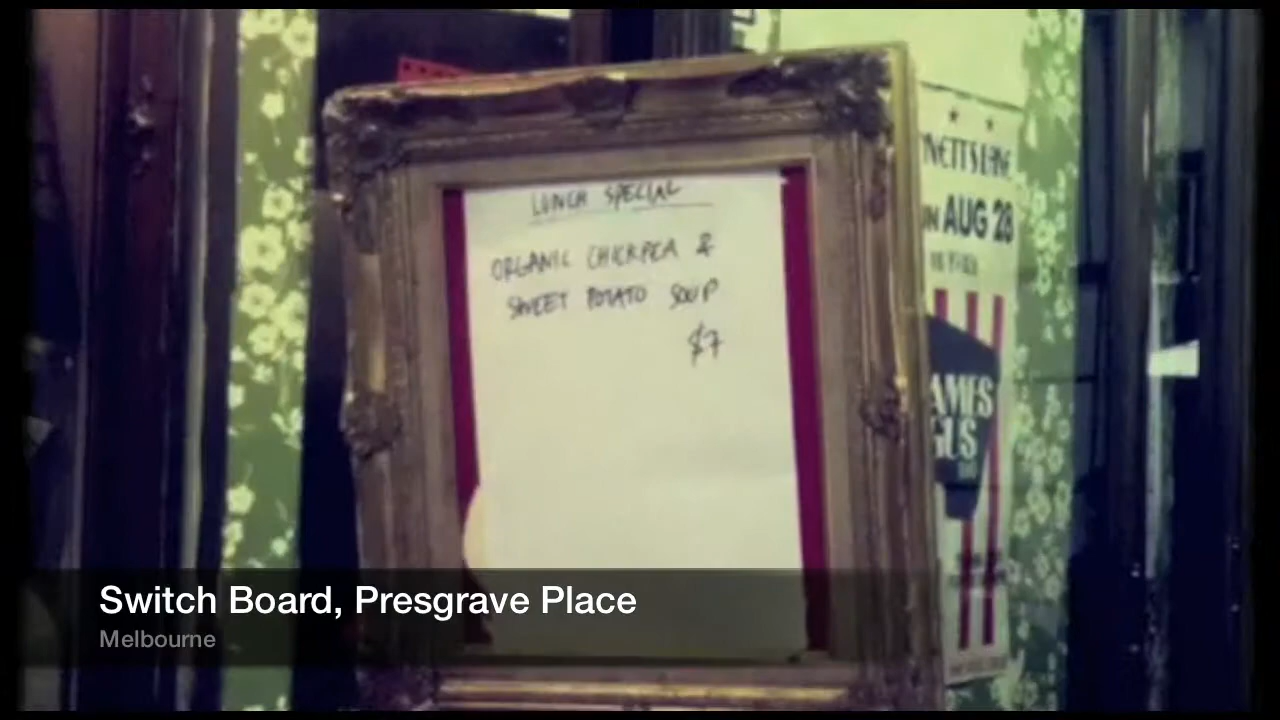 LUNCH SPECIAL
ORGANIC CHICKPEA &
SWEET POTATO SOUP
$7
AUG 28
Switch Board, Presgrave Place
Melbourne